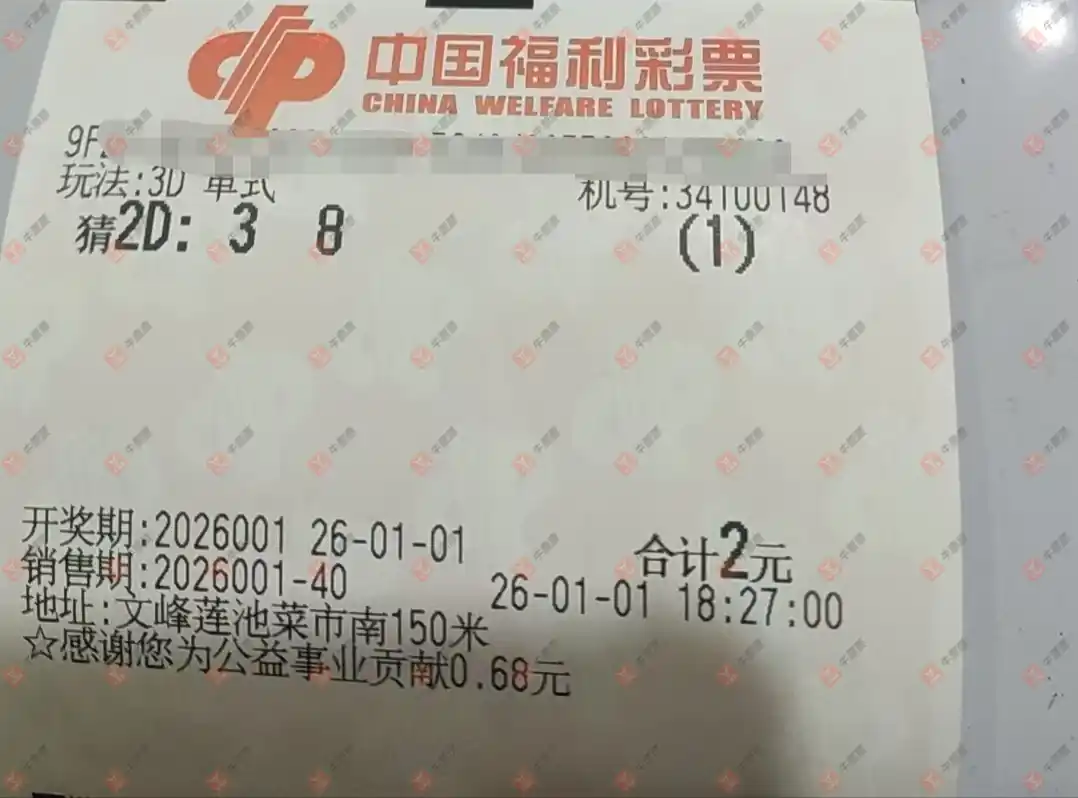 中国福利彩票
CHINA WELFARE LOTTERY
9F
玩法:3D 单式 机号:34100148
猜2D: 3 8 (1)
开奖期:2026001 26-01-01 合计2元
销售期:2026001-40 26-01-01 18:27:00
地址:文峰莲池菜市南150米
☆感谢您为公益事业贡献0.68元